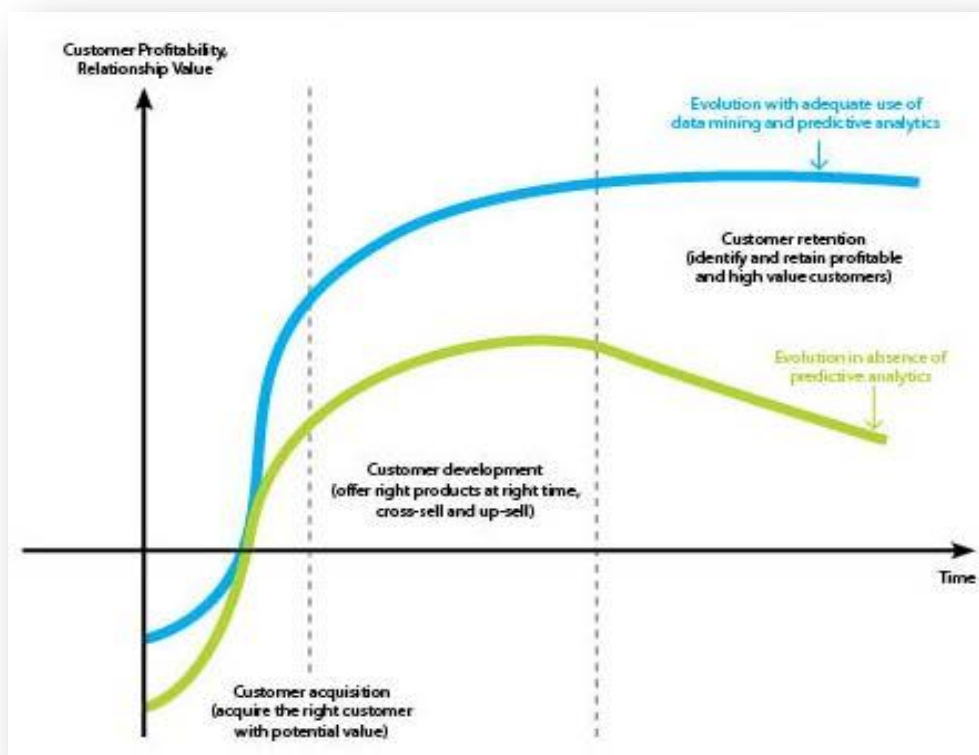 Customer Profitability,
Relationship Value
Evolution with adequate use of
data mining and predictive analytics
Customer retention
(identify and retain profitable
and high value customers)
Evolution in absence of
predictive analytics
Customer development
(offer right products at right time,
cross-sell and up-sell)
Time
Customer acquisition
(acquire the right customer
with potential value)